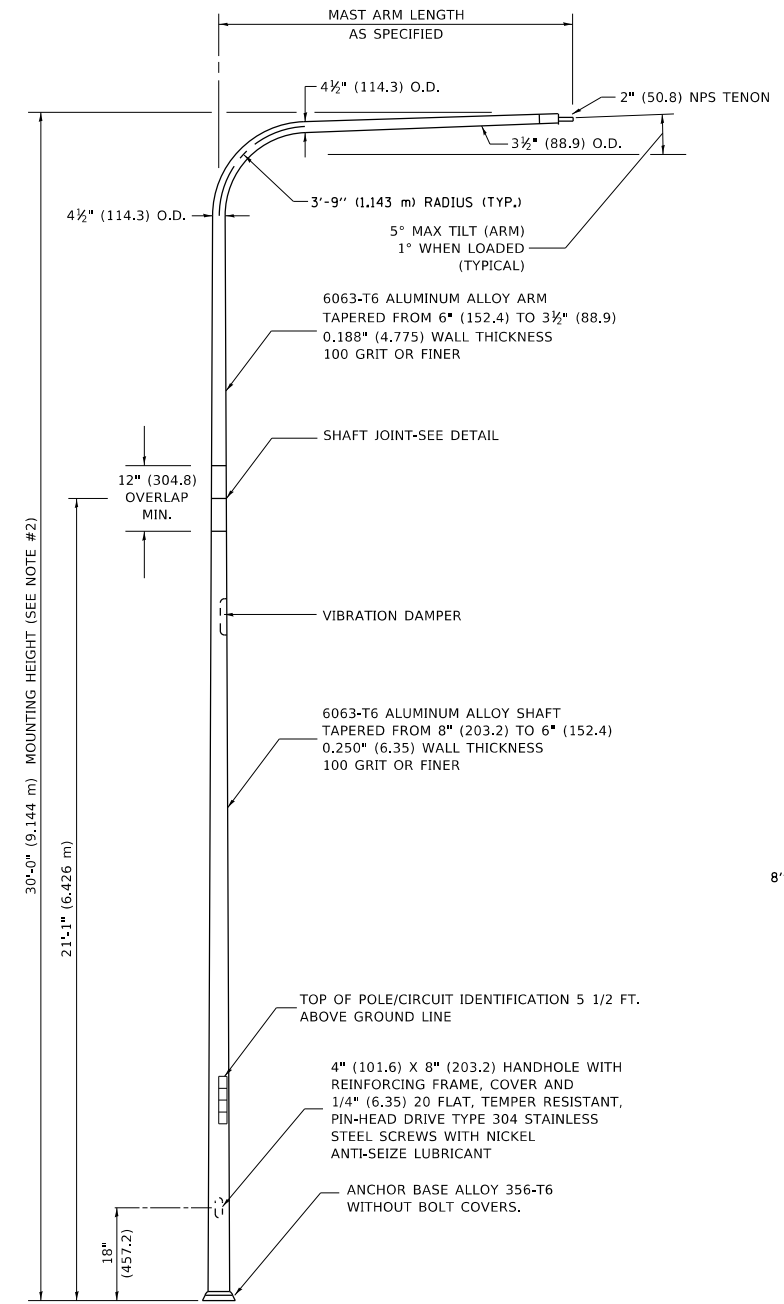 MAST ARM LENGTH
AS SPECIFIED
4½" (114.3) O.D.
2" (50.8) NPS TENON
3½" (88.9) O.D.
3'-9'' (1.143 m) RADIUS (TYP.)
4½" (114.3) O.D.
5° MAX TILT (ARM)
1° WHEN LOADED
(TYPICAL)
6063-T6 ALUMINUM ALLOY ARM
TAPERED FROM 6" (152.4) TO 3½" (88.9)
0.188" (4.775) WALL THICKNESS
100 GRIT OR FINER
SHAFT JOINT-SEE DETAIL
12" (304.8)
OVERLAP
MIN.
30'-0" (9.144 m) MOUNTING HEIGHT (SEE NOTE #2)
21'-1" (6.426 m)
VIBRATION DAMPER
6063-T6 ALUMINUM ALLOY SHAFT
TAPERED FROM 8" (203.2) TO 6" (152.4)
0.250" (6.35) WALL THICKNESS
100 GRIT OR FINER
8'
TOP OF POLE/CIRCUIT IDENTIFICATION 5 1/2 FT.
ABOVE GROUND LINE
4" (101.6) X 8" (203.2) HANDHOLE WITH
REINFORCING FRAME, COVER AND
1/4" (6.35) 20 FLAT, TEMPER RESISTANT,
PIN-HEAD DRIVE TYPE 304 STAINLESS
STEEL SCREWS WITH NICKEL
ANTI-SEIZE LUBRICANT
ANCHOR BASE ALLOY 356-T6
WITHOUT BOLT COVERS.
18"
(457.2)